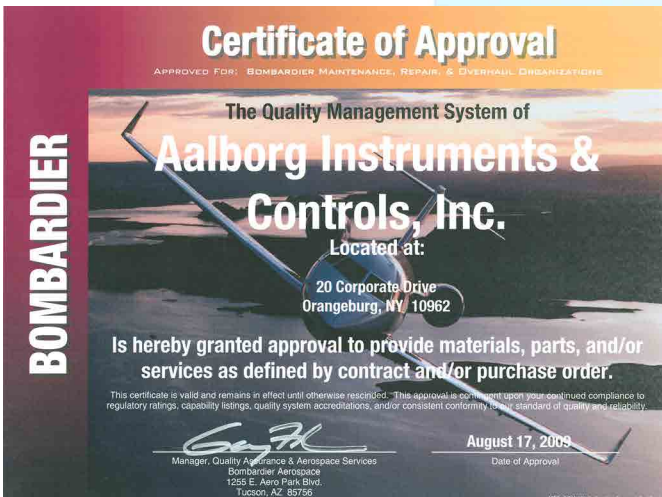 Certificate of Approval
APPROVED FOR: BOMBARDIER MAINTENANCE, REPAIR, & OVERHAUL ORGANIZATIONS
BOMBARDIER
The Quality Management System of
Aalborg Instruments &
Controls, Inc.
Located at:
20 Corporate Drive
Orangeburg, NY 10962
Is hereby granted approval to provide materials, parts, and/or
services as defined by contract and/or purchase order.
This certificate is valid and remains in effect until otherwise rescinded. This approval is contingent upon your continued compliance to
regulatory ratings, capability listings, quality system accreditations, and/or consistent conformity to our standard of quality and reliability.
August 17, 2009
Manager, Quality Assurance & Aerospace Services
Date of Approval
Bombardier Aerospace
1255 E. Aero Park Blvd.
Tucson, AZ 85756